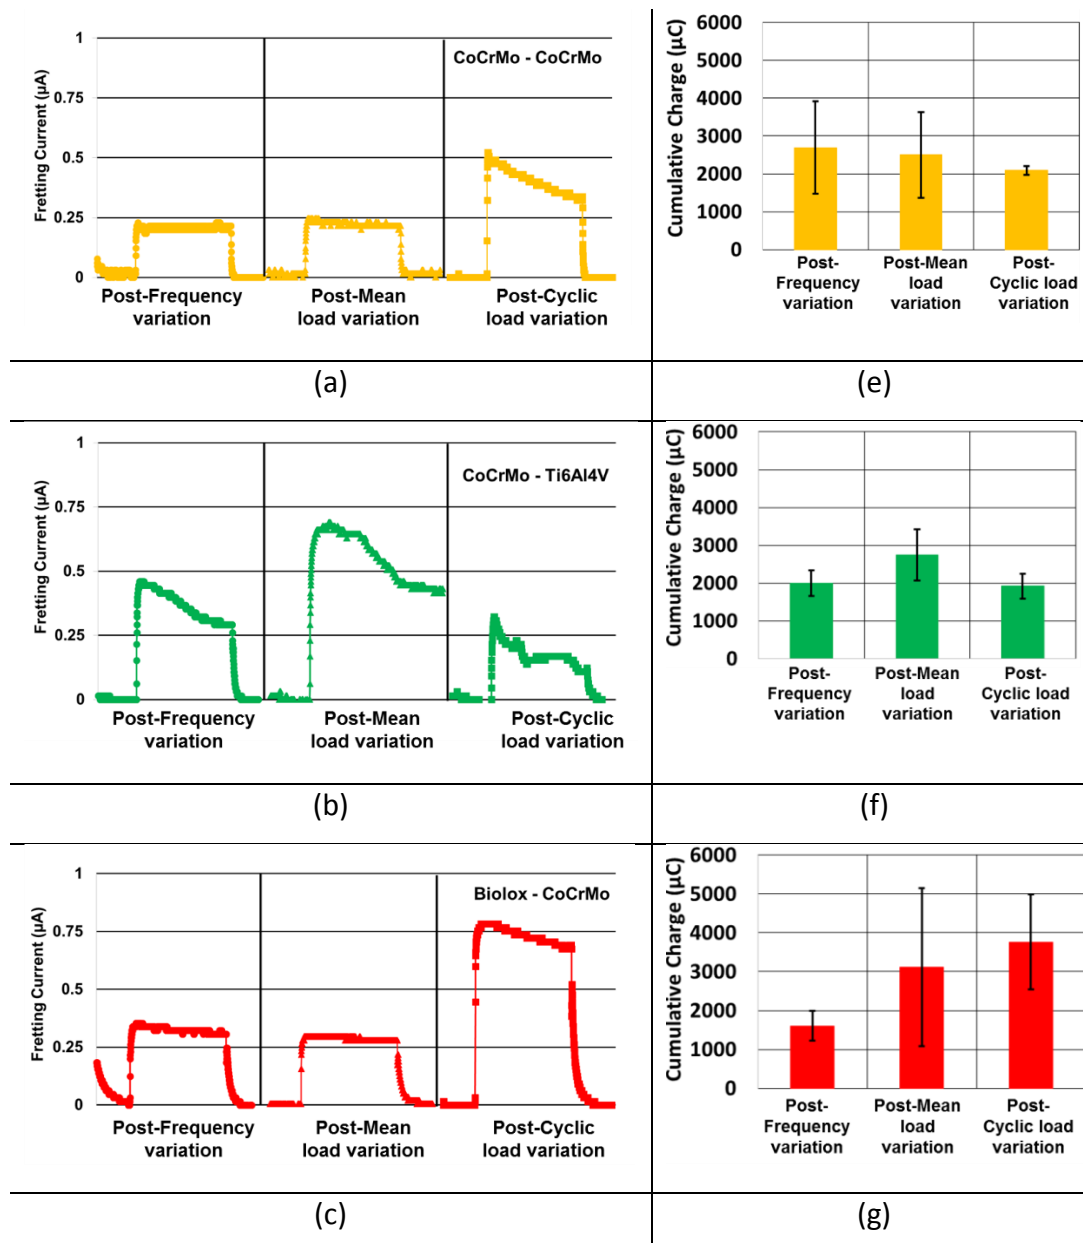 1
CoCrMo - CoCrMo
0.75
0.5
0.25
0
Fretting Current (µA)
Post-Frequency
variation
Post-Mean
load variation
Post-Cyclic
load variation
(a)
6000
5000
4000
3000
2000
1000
0
Cumulative Charge (µC)
Post-
Frequency
variation
Post-Mean
load
variation
Post-
Cyclic load
variation
(e)
1
CoCrMo - Ti6Al4V
0.75
0.5
0.25
0
Fretting Current (µA)
Post-Frequency
variation
Post-Mean
load variation
Post-Cyclic
load variation
(b)
6000
5000
4000
3000
2000
1000
0
Cumulative Charge (µC)
Post-
Frequency
variation
Post-Mean
load
variation
Post-
Cyclic load
variation
(f)
1
Biolox - CoCrMo
0.75
0.5
0.25
0
Fretting Current (µA)
Post-Frequency
variation
Post-Mean
load variation
Post-Cyclic
load variation
(c)
6000
5000
4000
3000
2000
1000
0
Cumulative Charge (µC)
Post-
Frequency
variation
Post-Mean
load
variation
Post-
Cyclic load
variation
(g)